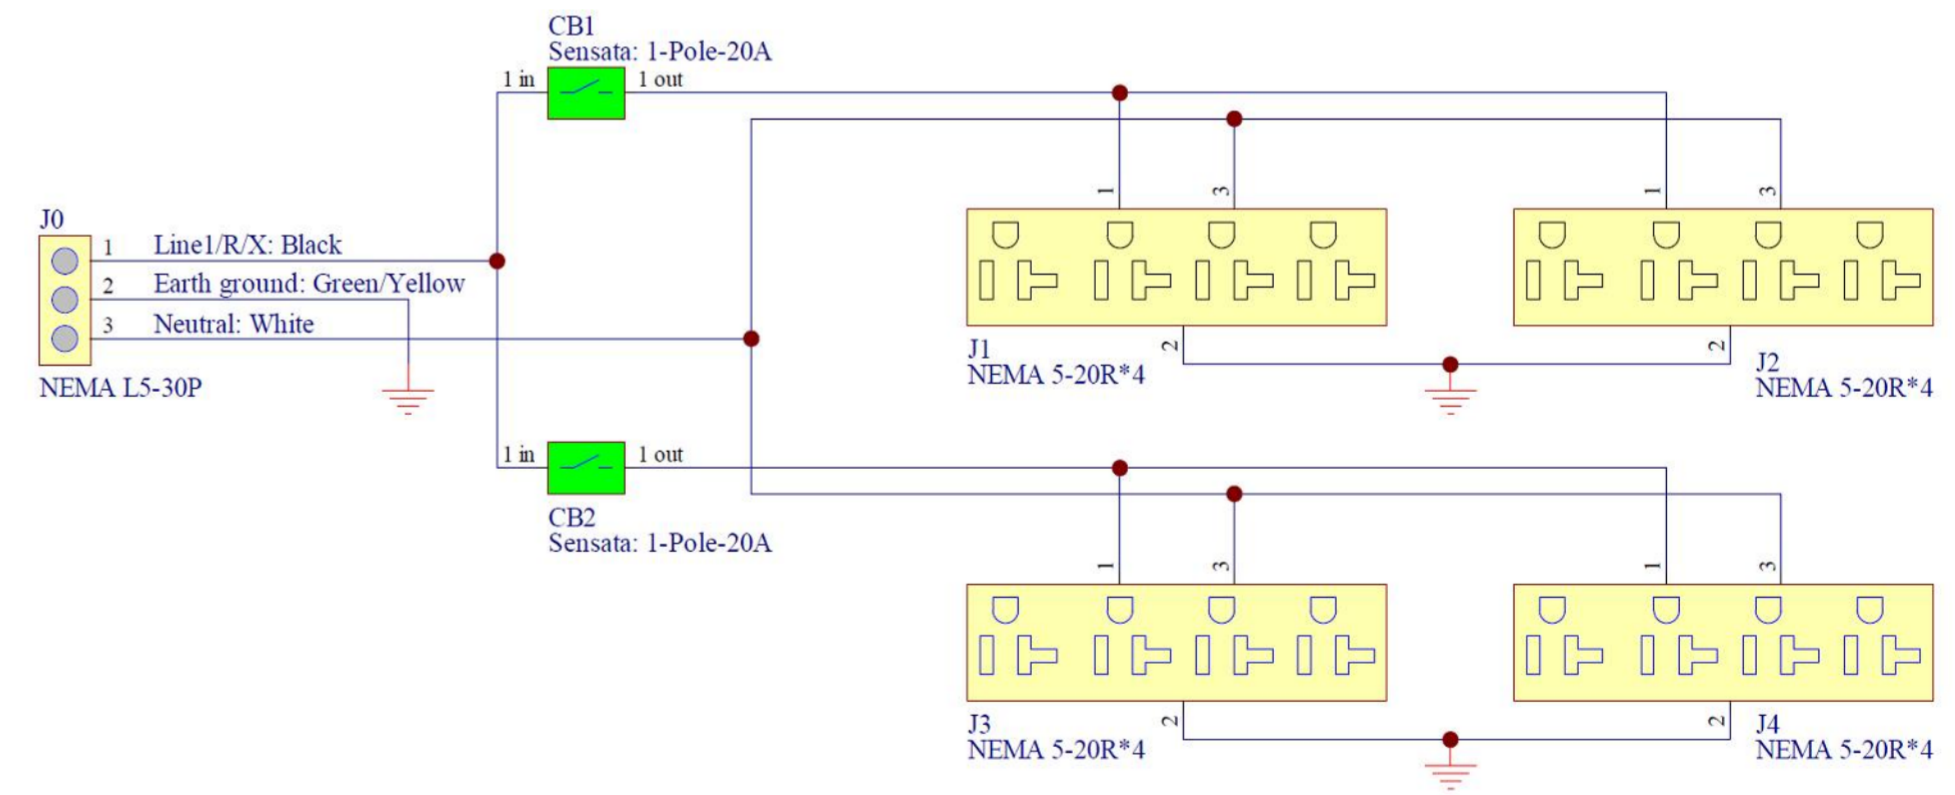 CB1
Sensata: 1-Pole-20A
1 in
1 out
1
3
1
3
J0
1
Line1/R/X: Black
2
Earth ground: Green/Yellow
3
Neutral: White
NEMA L5-30P
2
J1
NEMA 5-20R*4
2
J2
NEMA 5-20R*4
1 in
1 out
CB2
Sensata: 1-Pole-20A
1
3
1
3
2
J3
NEMA 5-20R*4
2
J4
NEMA 5-20R*4